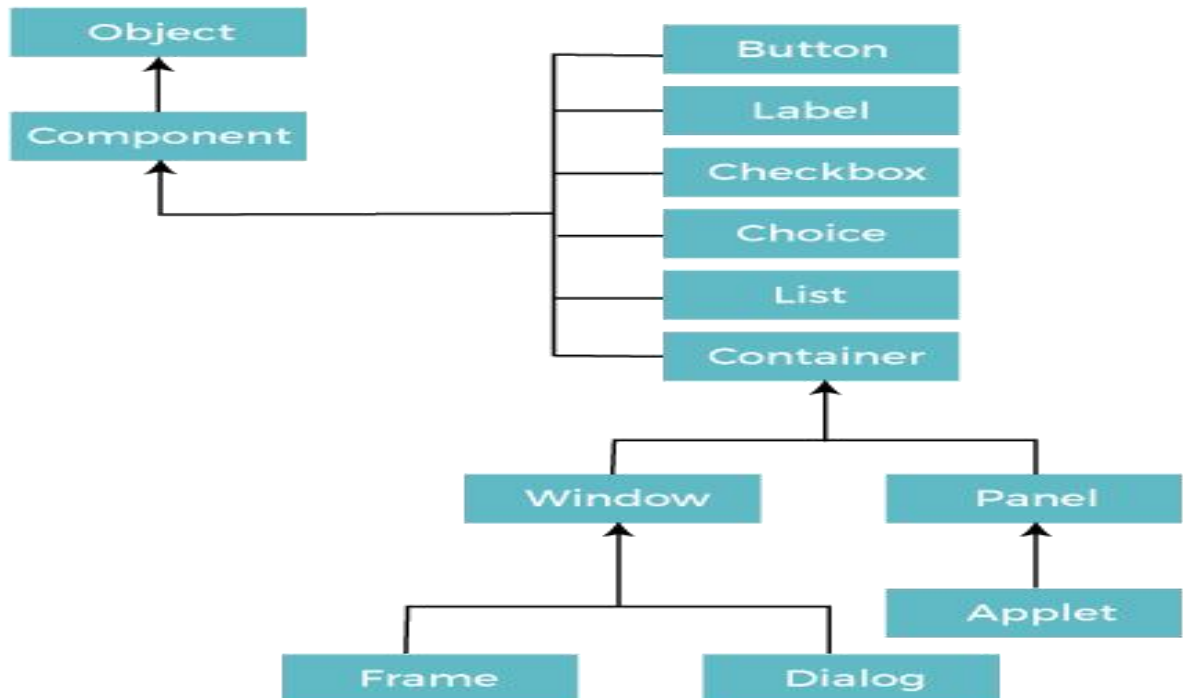 Object
Component
Button
Label
Checkbox
Choice
List
Container
Window
Panel
Applet
Frame
Dialog